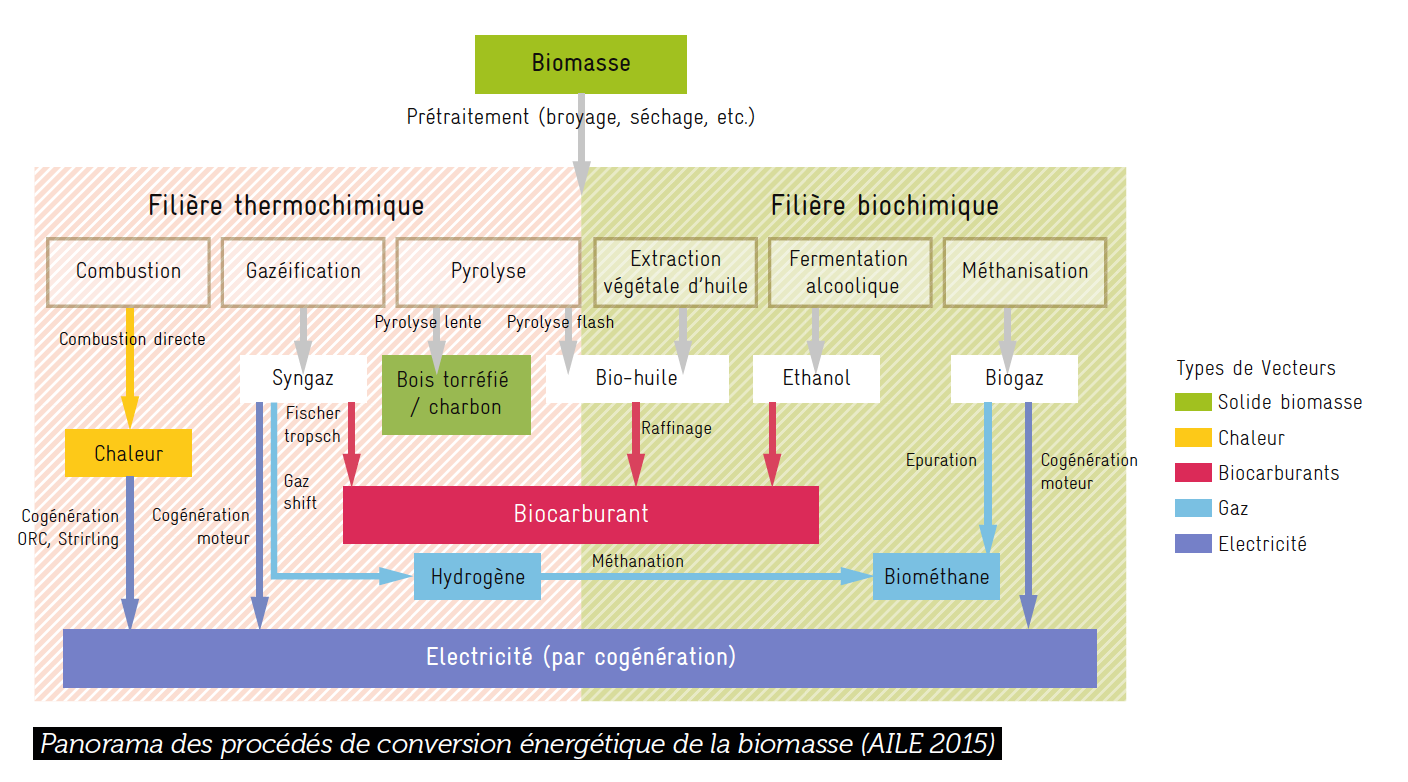 Biomasse
Prétraitement (broyage, séchage, etc.)
Filière thermochimique
Filière biochimique
Combustion
Gazéification
Pyrolyse
Extraction
végétale d'huile
Fermentation
alcoolique
Méthanisation
Combustion directe
Pyrolyse lente
Pyrolyse flash
Syngaz
Bois torréfié
/ charbon
Bio-huile
Ethanol
Biogaz
Fischer
tropsch
Raffinage
Chaleur
Gaz
shift
Epuration
Cogénération
moteur
Cogénération
ORC, Strirling
Cogénération
moteur
Biocarburant
Hydrogène
Méthanation
Biométhane
Electricité (par cogénération)
Types de Vecteurs
Solide biomasse
Chaleur
Biocarburants
Gaz
Electricité
Panorama des procédés de conversion énergétique de la biomasse (AILE 2015)